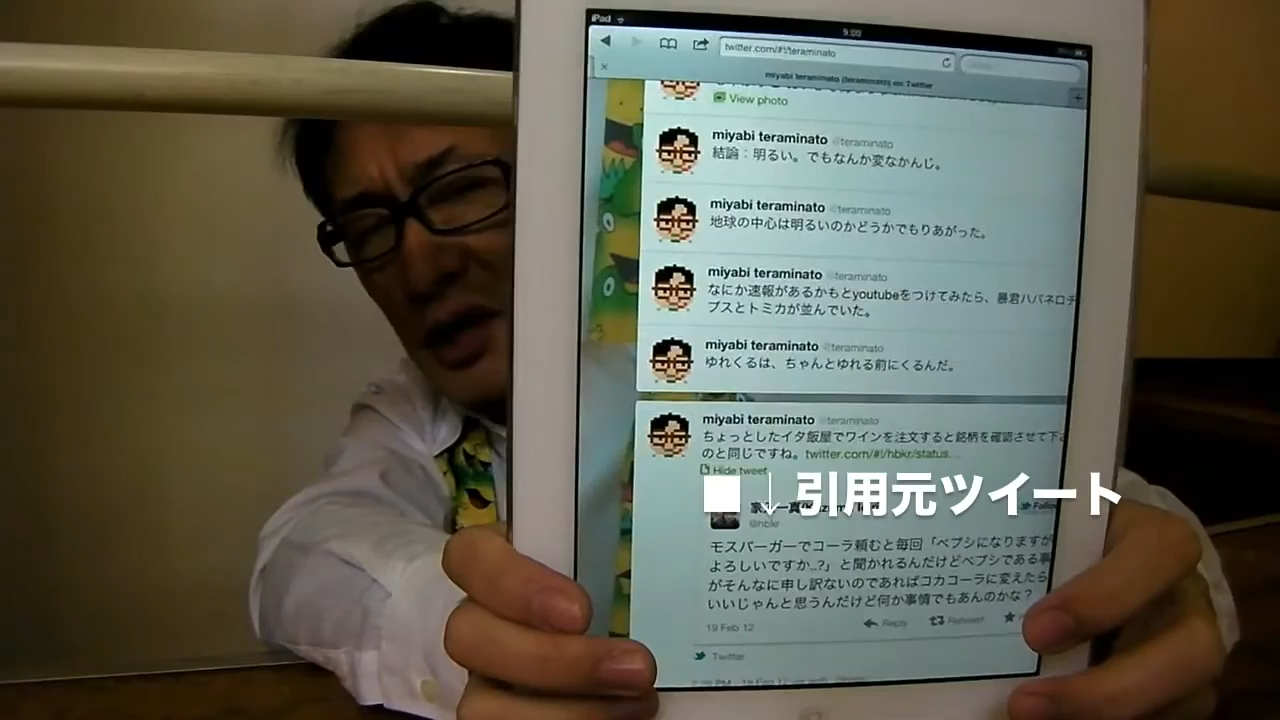 iPad
9:00
twitter.com/#!/teraminato
miyabi teraminato (teraminato) on Twitter
View photo
miyabi teraminato @teraminato
結論：明るい。でもなんか変なかんじ。
miyabi teraminato @teraminato
地球の中心は明るいのかどうかでもりあがった。
miyabi teraminato @teraminato
なにか速報があるかもとyoutubeをつけてみたら、暴君ハバネロチ
プスとトミカが並んでいた。
miyabi teraminato @teraminato
ゆれくるは、ちゃんとゆれる前にくるんだ。
miyabi teraminato @teraminato
ちょっとしたイタ飯屋でワインを注文すると銘柄を確認させて下さ
のと同じですね。twitter.com/#!/hbkr/status...
Hide tweet
■↓引用元ツイート
@hbkr
モスバーガーでコーラ頼むと毎回「ペプシになりますが
よろしいですか...?」と聞かれるんだけどペプシである事
がそんなに申し訳ないのであればコカコーラに変えたら
いいじゃんと思うんだけど何か事情でもあんのかな？
19 Feb 12
Reply
Retweet
Twitter